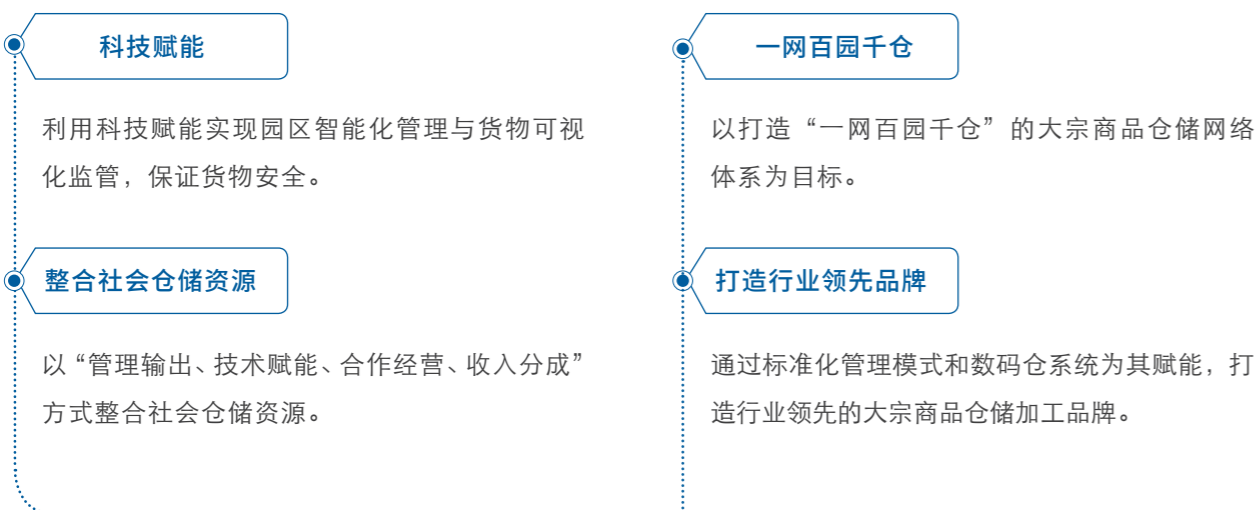 科技赋能
利用科技赋能实现园区智能化管理与货物可视
化监管，保证货物安全。
整合社会仓储资源
以“管理输出、技术赋能、合作经营、收入分成”
方式整合社会仓储资源。
一网百园千仓
以打造“一网百园千仓”的大宗商品仓储网络
体系为目标。
打造行业领先品牌
通过标准化管理模式和数码仓系统为其赋能，打
造行业领先的大宗商品仓储加工品牌。